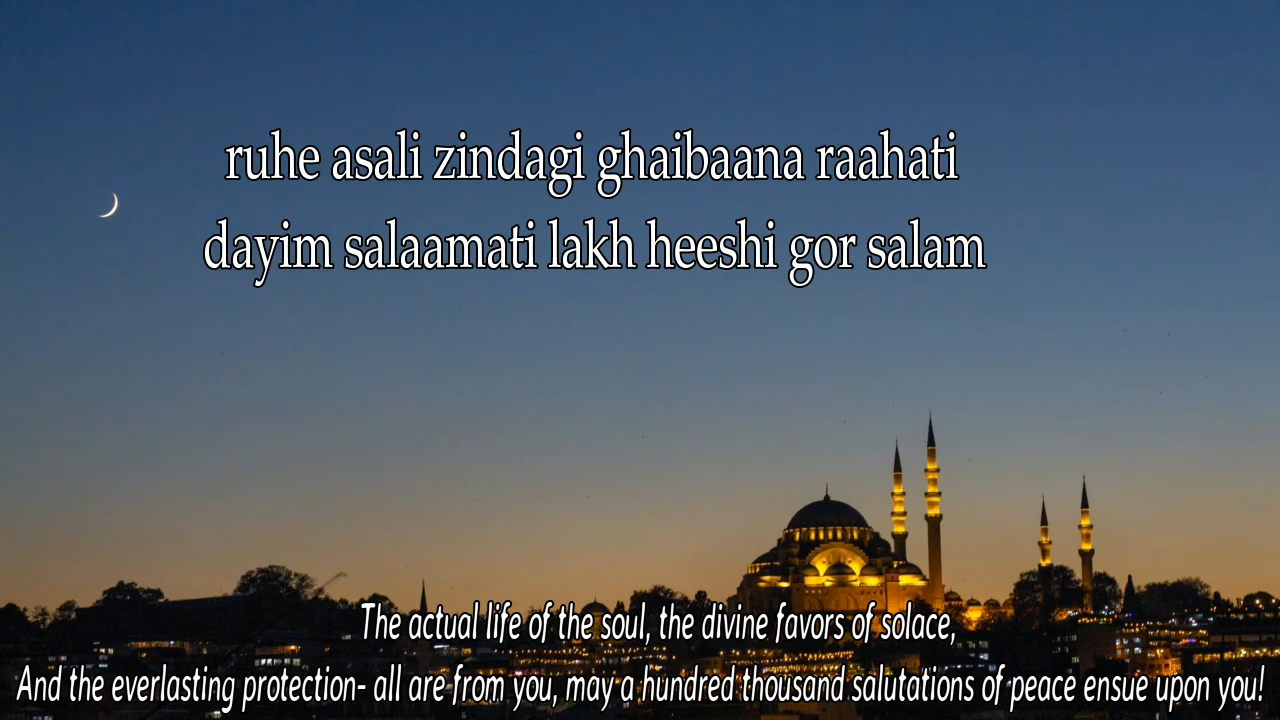 ruhe asali zindagi ghaibaana raahati
dayim salaamati lakh heeshi gor salam
The actual life of the soul, the divine favors of solace,
And the everlasting protection- all are from you, may a hundred thousand salutations of peace ensue upon you!